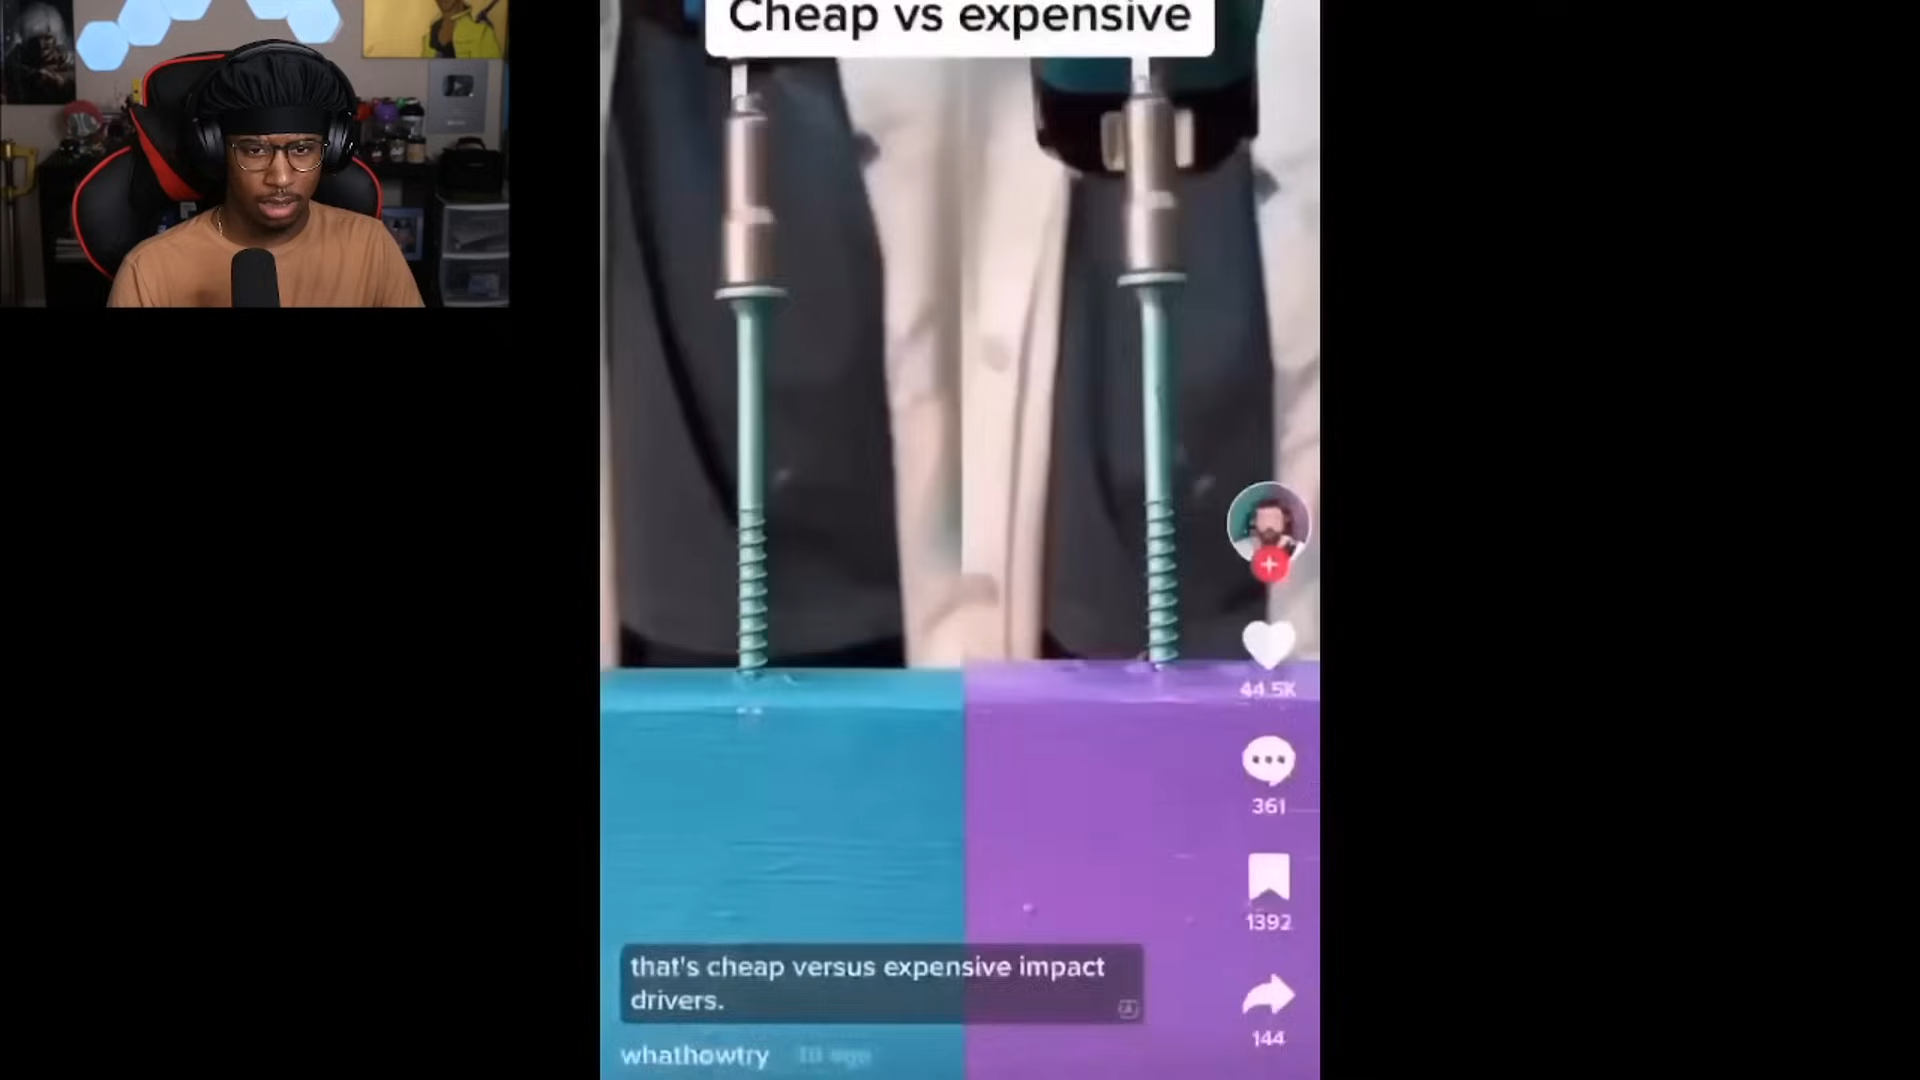 Cheap vs expensive
44.5K
361
1392
that's cheap versus expensive impact
drivers.
144
whathowtry